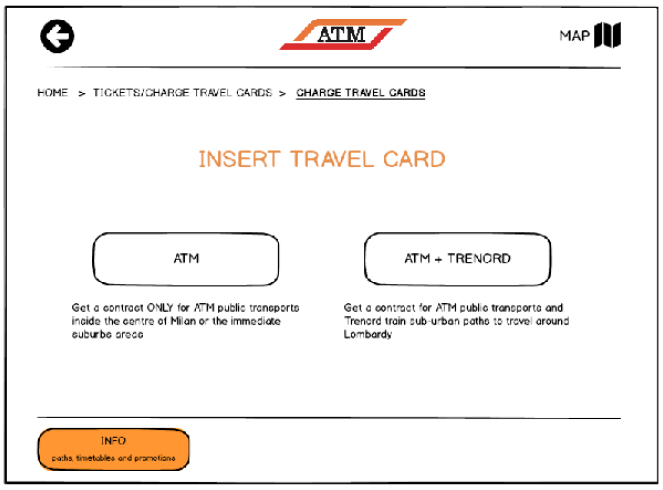 ATM
MAP
HOME > TICKETS/CHARGE TRAVEL CARDS > CHARGE TRAVEL CARDS
INSERT TRAVEL CARD
ATM
Get a contract ONLY for ATM public transports
inside the centre of Milan or the immediate
suburbs areas
ATM + TRENORD
Get a contract for ATM public transports and
Trenord train sub-urban paths to travel around
Lombardy
INFO
paths, timetables and promotions